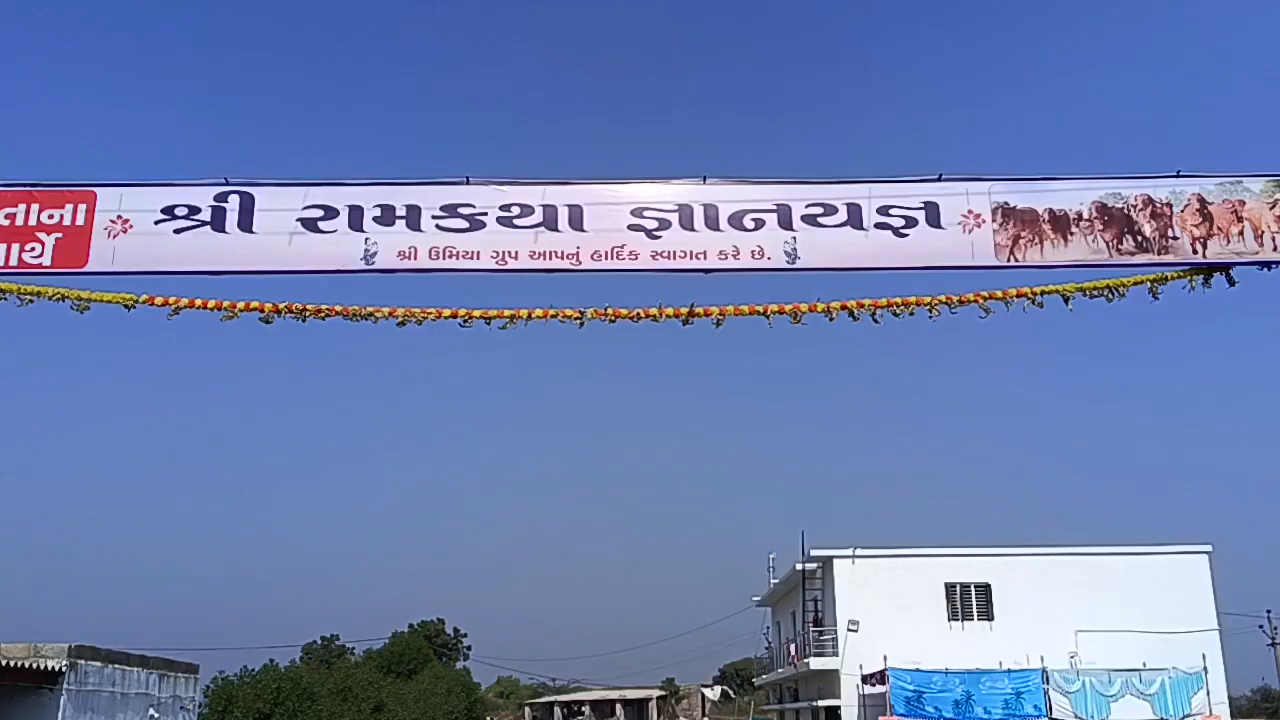 શ્રી રામકથા જ્ઞાનયજ્ઞ
શ્રી ઉમિયા ગ્રુપ આપનું હાર્દિક સ્વાગત કરે છે.